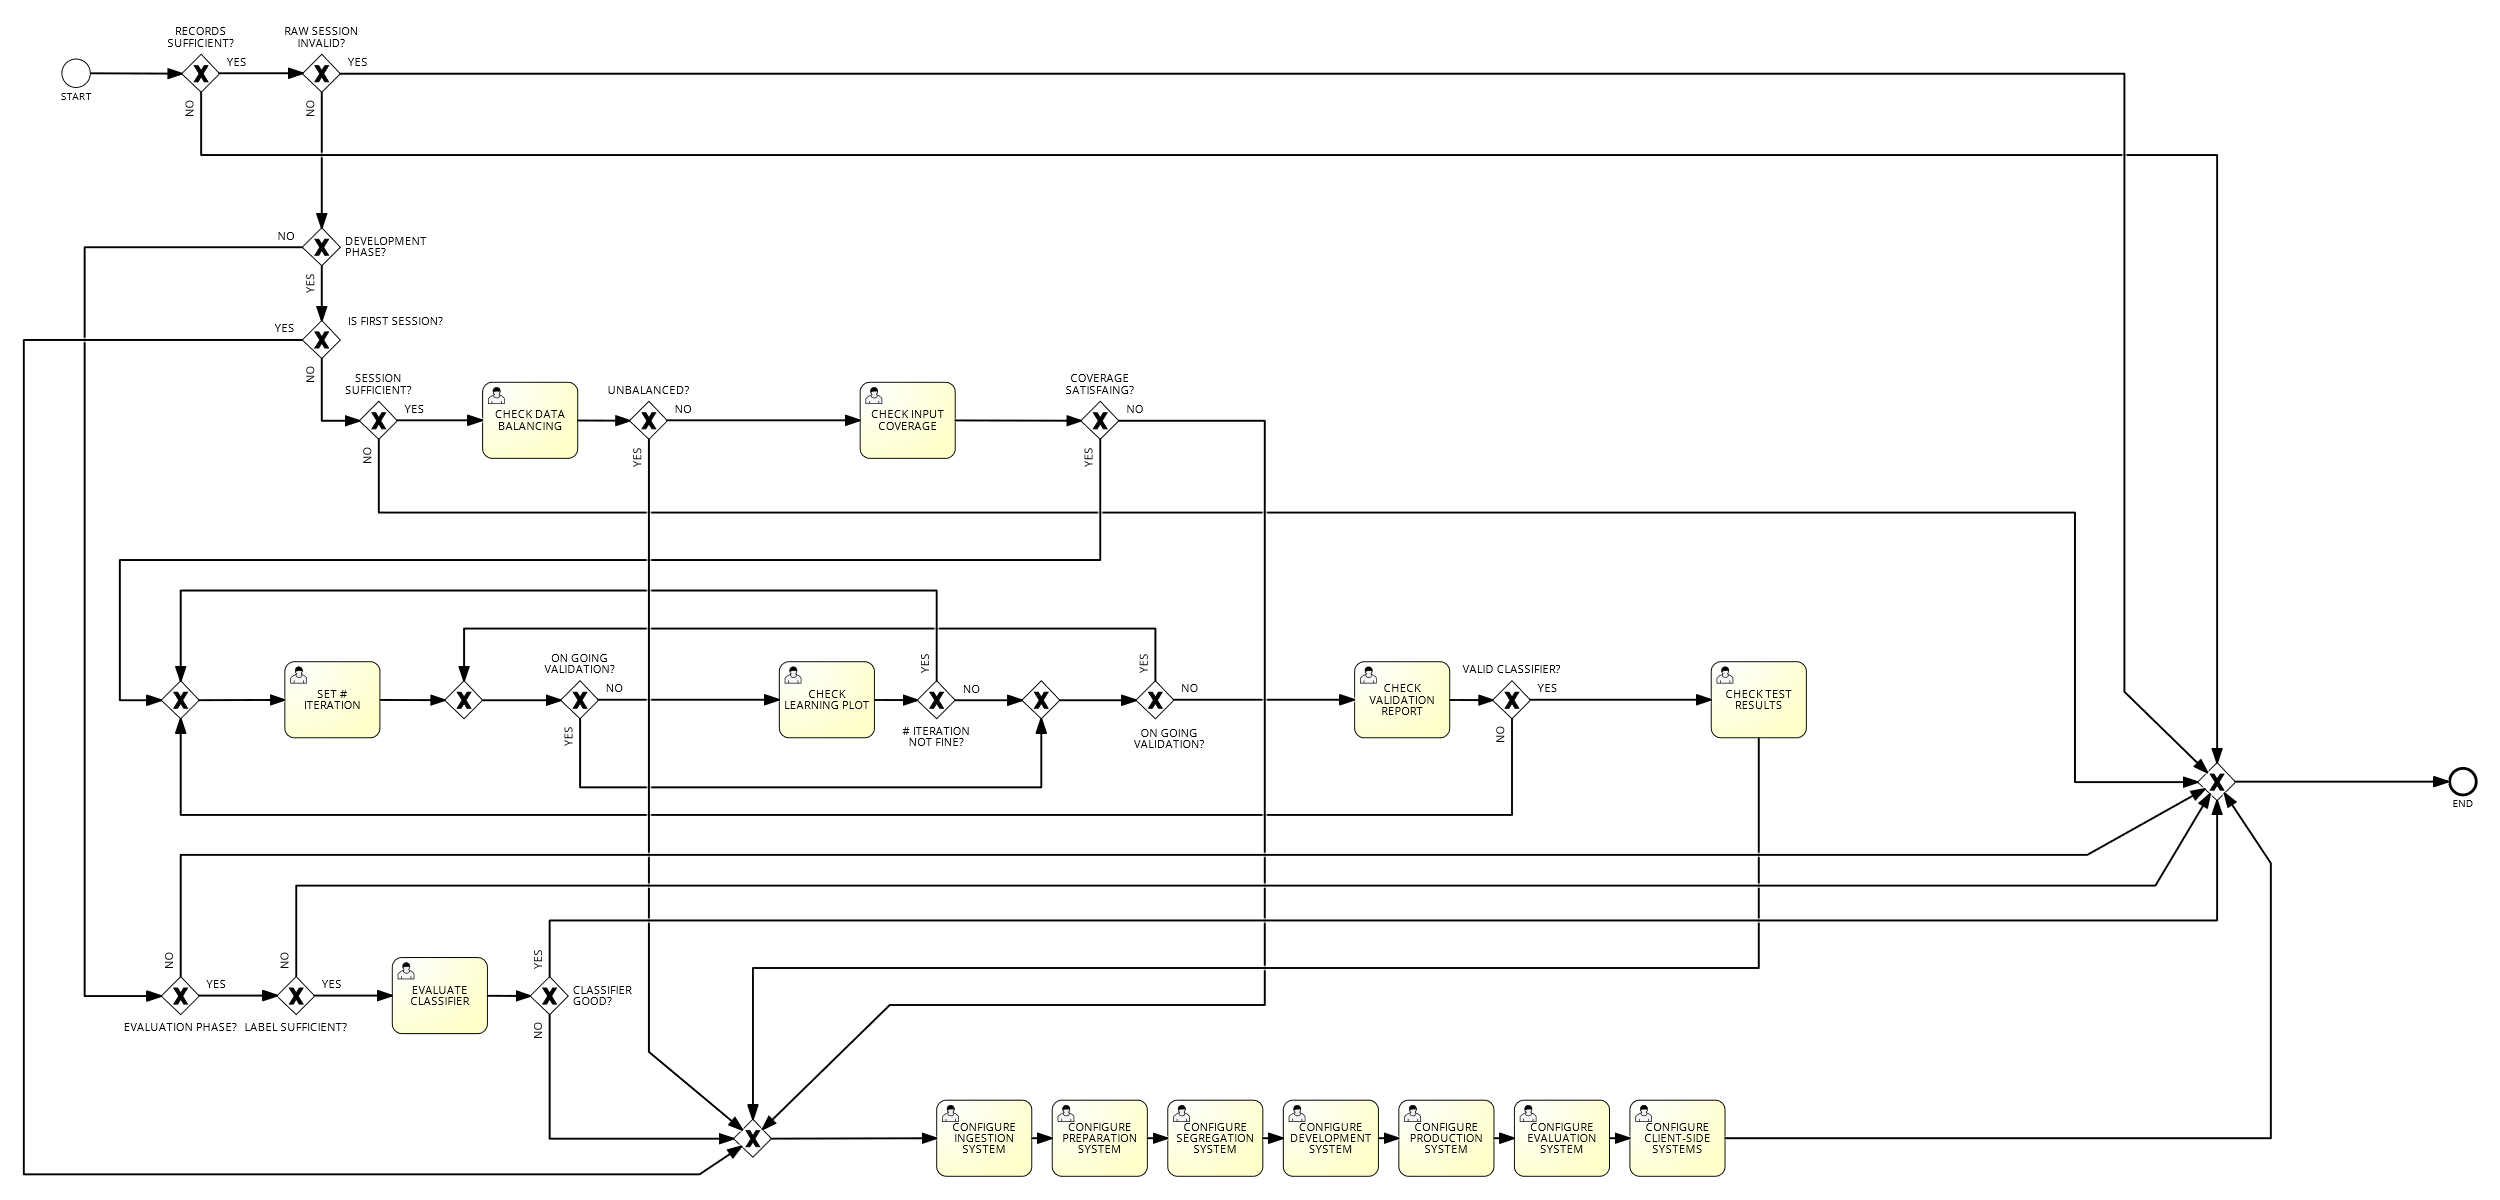 RECORDS
SUFFICIENT?
RAW SESSION
INVALID?
YES
YES
START
NO
NO
NO
DEVELOPMENT
PHASE?
YES
IS FIRST SESSION?
YES
NO
SESSION
SUFFICIENT?
YES
NO
CHECK DATA
BALANCING
UNBALANCED?
NO
YES
CHECK INPUT
COVERAGE
COVERAGE
SATISFAING?
NO
YES
SET #
ITERATION
ON GOING
VALIDATION?
NO
YES
CHECK
LEARNING PLOT
YES
NO
# ITERATION
NOT FINE?
YES
NO
ON GOING
VALIDATION?
CHECK
VALIDATION
REPORT
VALID CLASSIFIER?
YES
NO
CHECK TEST
RESULTS
END
NO
YES
EVALUATION PHASE?
NO
YES
LABEL SUFFICIENT?
EVALUATE
CLASSIFIER
YES
CLASSIFIER
GOOD?
NO
CONFIGURE
INGESTION
SYSTEM
CONFIGURE
PREPARATION
SYSTEM
CONFIGURE
SEGREGATION
SYSTEM
CONFIGURE
DEVELOPMENT
SYSTEM
CONFIGURE
PRODUCTION
SYSTEM
CONFIGURE
EVALUATION
SYSTEM
CONFIGURE
CLIENT-SIDE
SYSTEMS